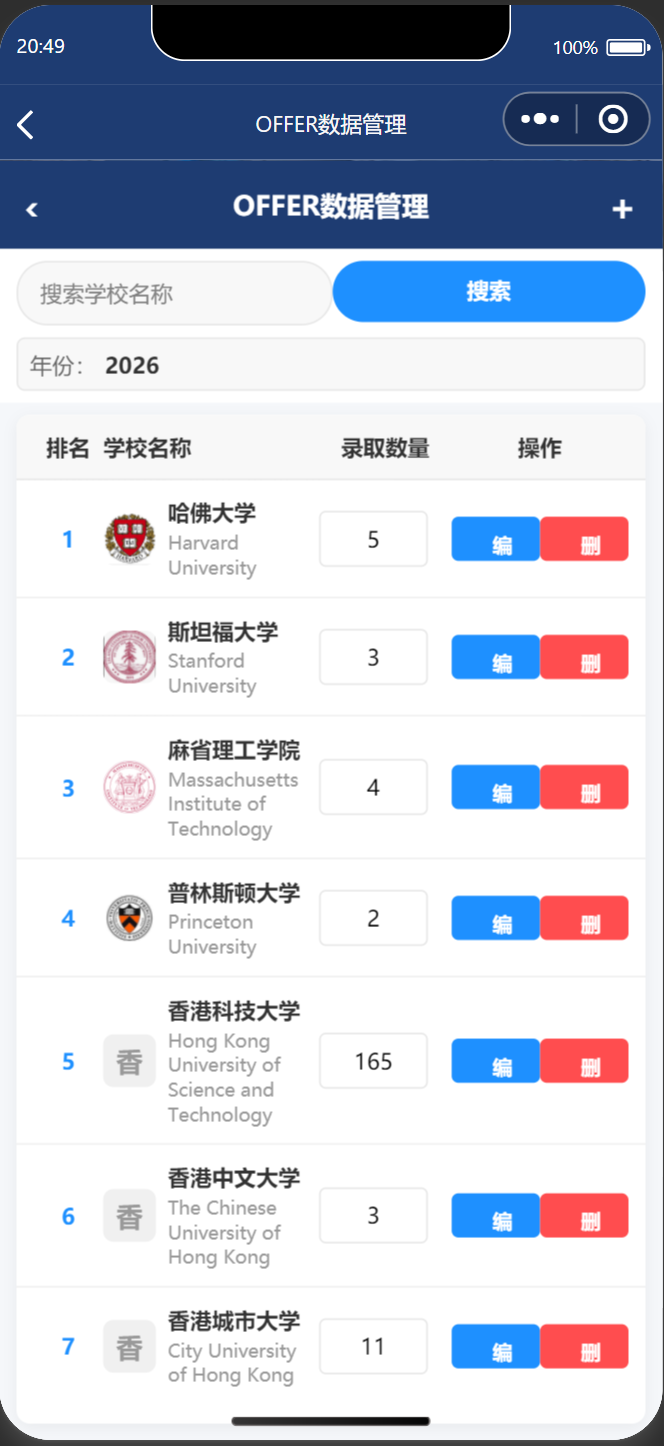 20:49
100%
OFFER数据管理
OFFER数据管理
+
搜索学校名称
搜索
年份: 2026
排名 学校名称 录取数量 操作
哈佛大学
1 Harvard 5 编 删
University
斯坦福大学
2 Stanford 3 编 删
University
麻省理工学院
Massachusetts
3 Institute of 4 编 删
Technology
普林斯顿大学
4 Princeton 2 编 删
University
香港科技大学
Hong Kong
5 香 University of 165 编 删
Science and
Technology
香港中文大学
The Chinese
6 香 University of 3 编 删
Hong Kong
香港城市大学
7 香 City University 11 编 删
of Hong Kong